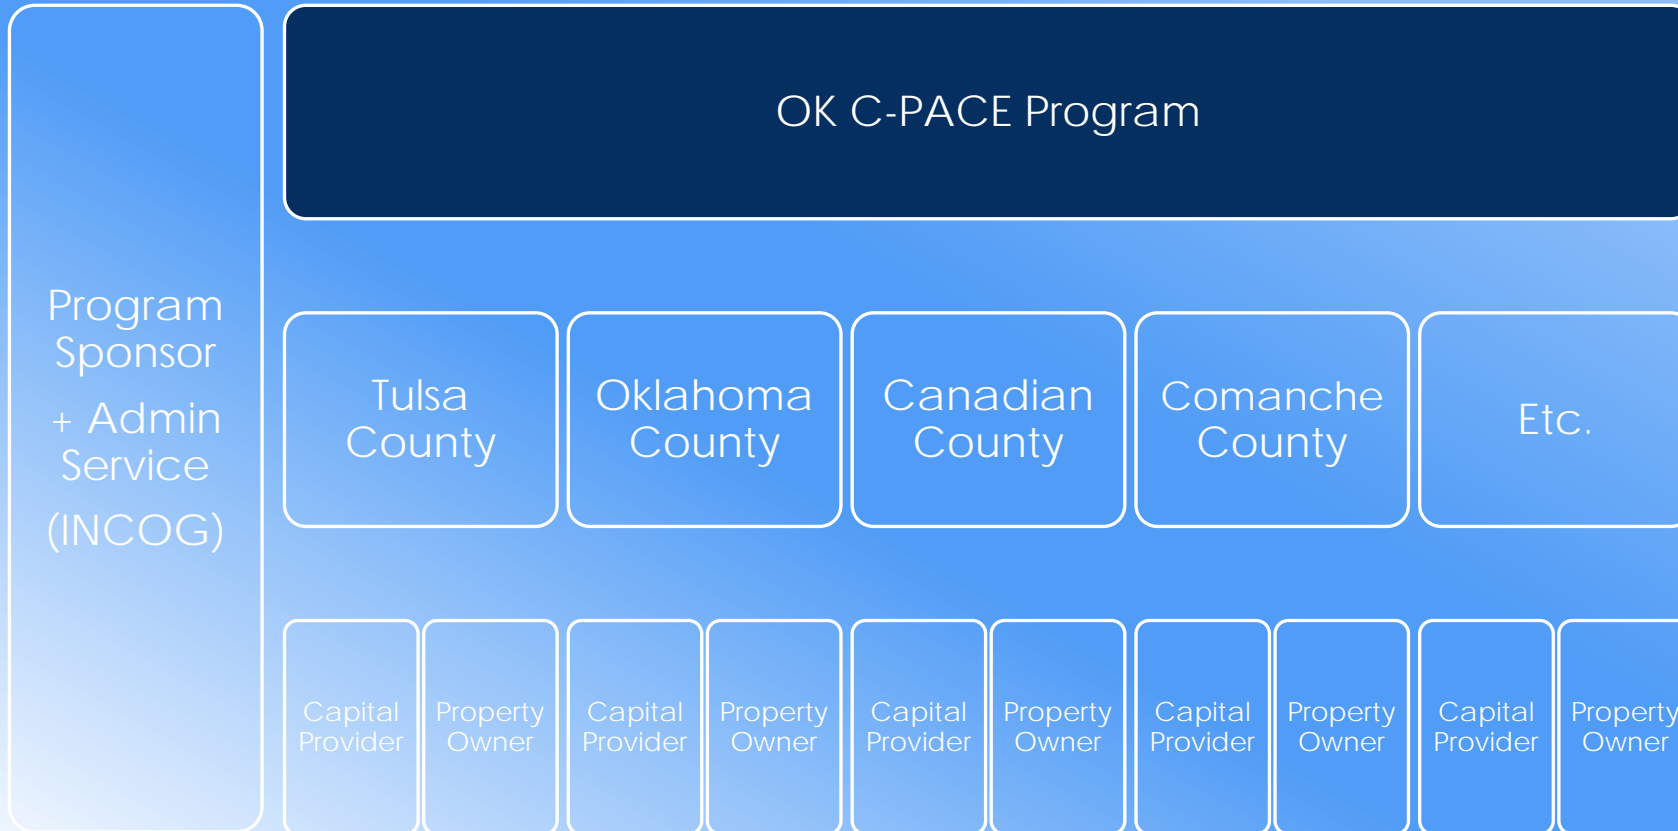 Program
Sponsor
+ Admin
Service
(INCOG)
OK C-PACE Program
Tulsa
County
Oklahoma
County
Canadian
County
Comanche
County
Etc.
Capital
Provider
Property
Owner
Capital
Provider
Property
Owner
Capital
Provider
Property
Owner
Capital
Provider
Property
Owner
Capital
Provider
Property
Owner